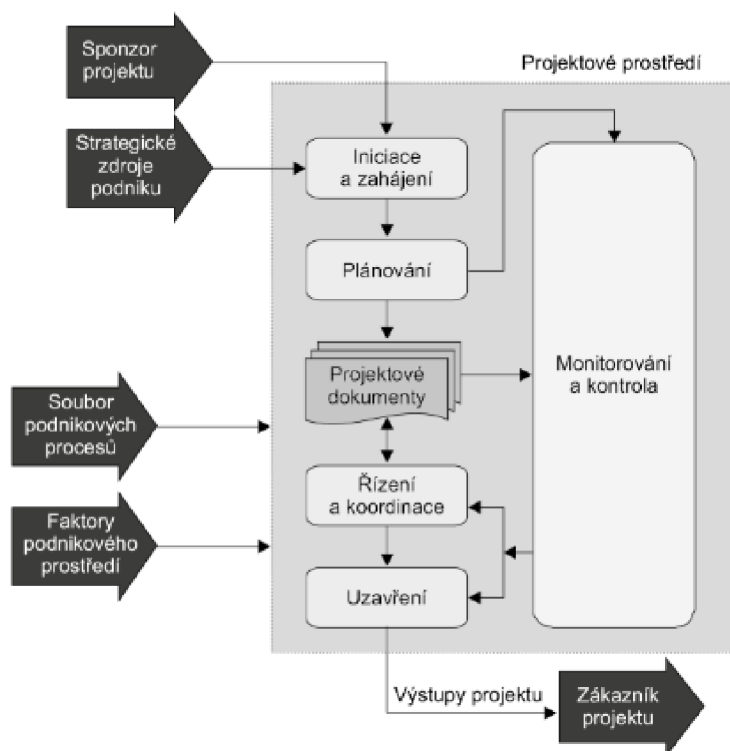 Sponzor
projektu
Projektové prostředí
Strategické
zdroje
podniku
Iniciace
a zahájení
Plánování
Projektové
dokumenty
Monitorování
a kontrola
Soubor
podnikových
procesů
Řízení
a koordinace
Faktory
podnikového
prostředí
Uzavření
Výstupy projektu
Zákazník
projektu